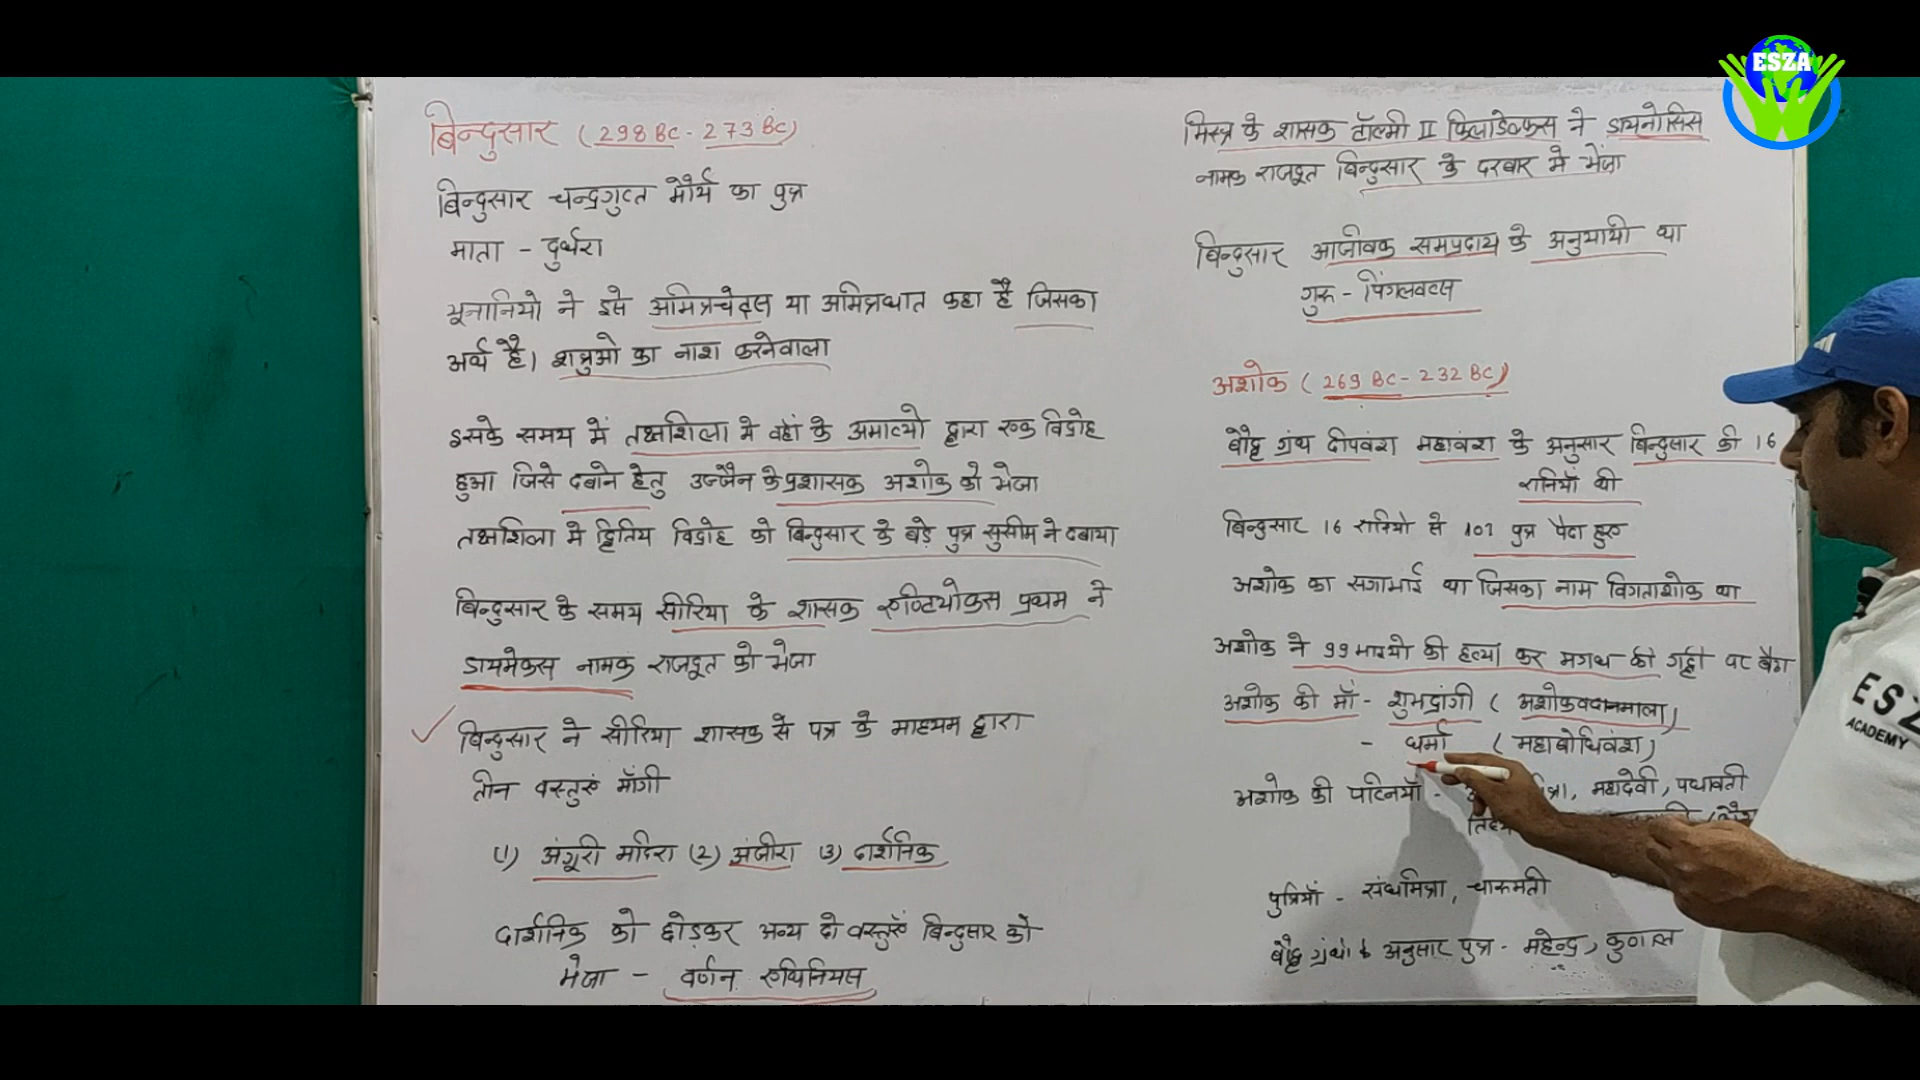 बिन्दुसार (298 BC - 273 BC)
बिन्दुसार चन्द्रगुप्त मौर्य का पुत्र
माता - दुर्धरा
यूनानियो ने इसे अमित्रचेट्स या अमित्रघात कहा है जिसका
अर्थ है। शत्रुओ का नाश करनेवाला
इसके समय में तक्षशिला मे वहां के अमात्यो द्वारा एक विद्रोह
हुआ जिसे दबाने हेतु उज्जैन के प्रशासक अशोक को भेजा
तक्षशिला मे द्वितिय विद्रोह को बिन्दुसार के बड़े पुत्र सुसीम ने दबाया
बिन्दुसार के समय सीरिया के शासक एण्टियोकस प्रथम ने
डायमेकस नामक राजदूत को भेजा
बिन्दुसार ने सीरिया शासक से पत्र के माध्यम द्वारा
तीन वस्तुएं माँगी
(1) अंगूरी मदिरा (2) अंजीरा (3) दार्शनिक
दार्शनिक को छोड़कर अन्य दो वस्तुएँ बिन्दुसार को
भेजा - वर्णन एथिनियस
मिस्त्र के शासक टॉल्मी II फिलाडेल्फस ने डायनोसिस
नामक राजदूत बिन्दुसार के दरबार मे भेजा
बिन्दुसार आजीवक समप्रदाय के अनुयायी था
गुरु - पिंगलवत्स
अशोक (269 BC - 232 BC)
बौद्ध ग्रंथ दीपवंश महावंश के अनुसार बिन्दुसार की 16
रानियाँ थी
बिन्दुसार 16 रानियो से 101 पुत्र पैदा हुए
अशोक का सगाभाई था जिसका नाम विगताशोक था
अशोक ने 99 भाइयो की हत्या कर मगध की गद्दी पर बैठा
अशोक की माँ - शुभद्रांगी (अशोकवदानमाला)
- धर्मा (महाबोधिवंश)
अशोक की पत्नियाँ - महादेवी, पद्मावती
पुत्रियाँ - संघमित्रा, चारूमती
बौद्ध ग्रंथो के अनुसार पुत्र - महेन्द्र, कुणाल
ESZA
ACADEMY